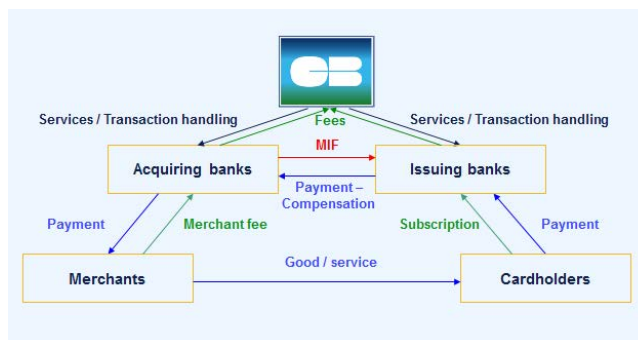 CB
Services / Transaction handling
Fees
Services / Transaction handling
MIF
Acquiring banks
Issuing banks
Payment –
Compensation
Payment
Merchant fee
Subscription
Payment
Good / service
Merchants
Cardholders